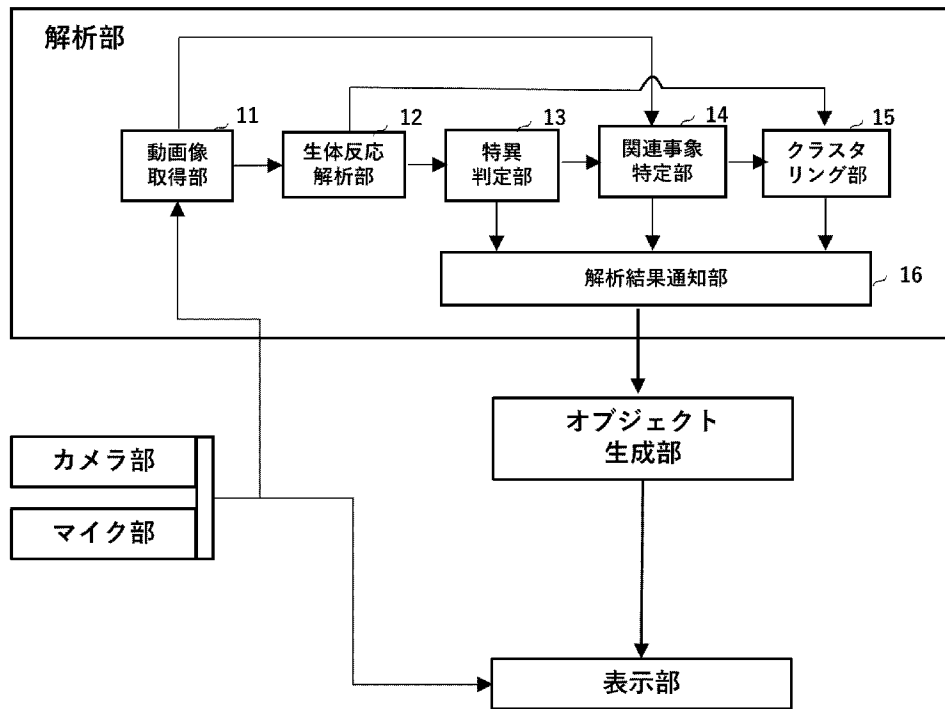 解析部
11
動画像
取得部
12
生体反応
解析部
13
特異
判定部
14
関連事象
特定部
15
クラスタ
リング部
解析結果通知部
16
オブジェクト
生成部
カメラ部
マイク部
表示部